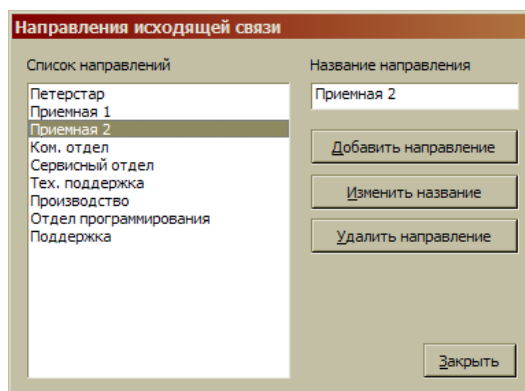 Направления исходящей связи
Список направлений
Петерстар
Приемная 1
Приемная 2
Ком. отдел
Сервисный отдел
Тех. поддержка
Производство
Отдел программирования
Поддержка
Название направления
Приемная 2
Добавить направление
Изменить название
Удалить направление
Закрыть